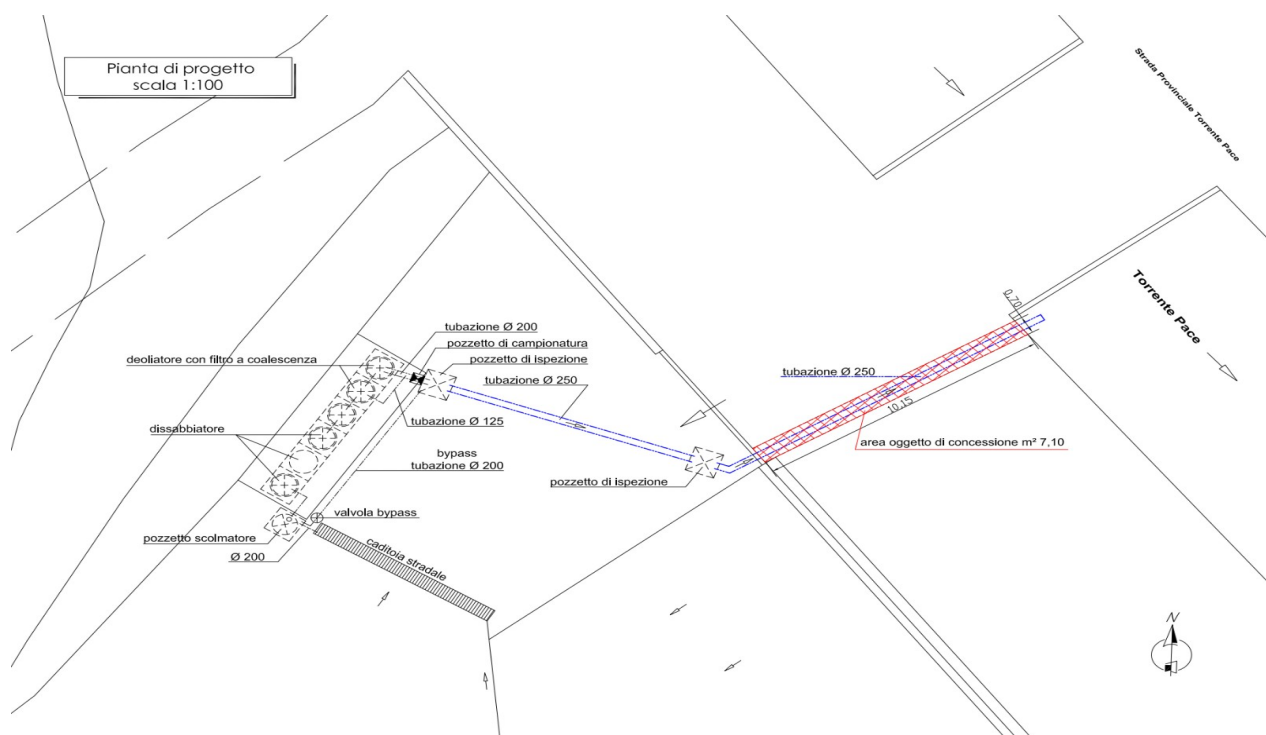 Pianta di progetto
scala 1:100
Strada Provinciale Torrente Pace
Torrente Pace
0,70
tubazione Ø 200
pozzetto di campionatura
deoliatore con filtro a coalescenza
pozzetto di ispezione
tubazione Ø 250
tubazione Ø 250
10,15
dissabbiatore
tubazione Ø 125
area oggetto di concessione m² 7,10
bypass
tubazione Ø 200
pozzetto di ispezione
valvola bypass
pozzetto scolmatore
Ø 200
caditoia stradale
N